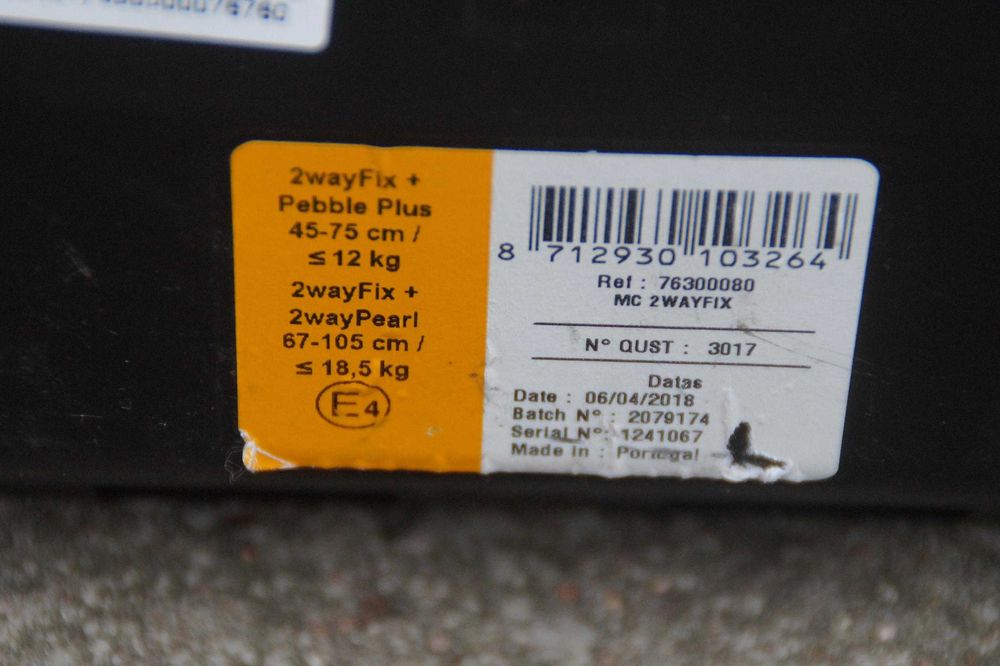 2wayFix +
Pebble Plus
45-75 cm /
≤ 12 kg
2wayFix +
2wayPearl
67-105 cm /
≤ 18,5 kg
E4
8 712930 103264
Ref : 76300080
MC 2WAYFIX
N° QUST : 3017
Datas
Date : 06/04/2018
Batch N° : 2079174
Serial N° : 1241067
Made in : Portugal